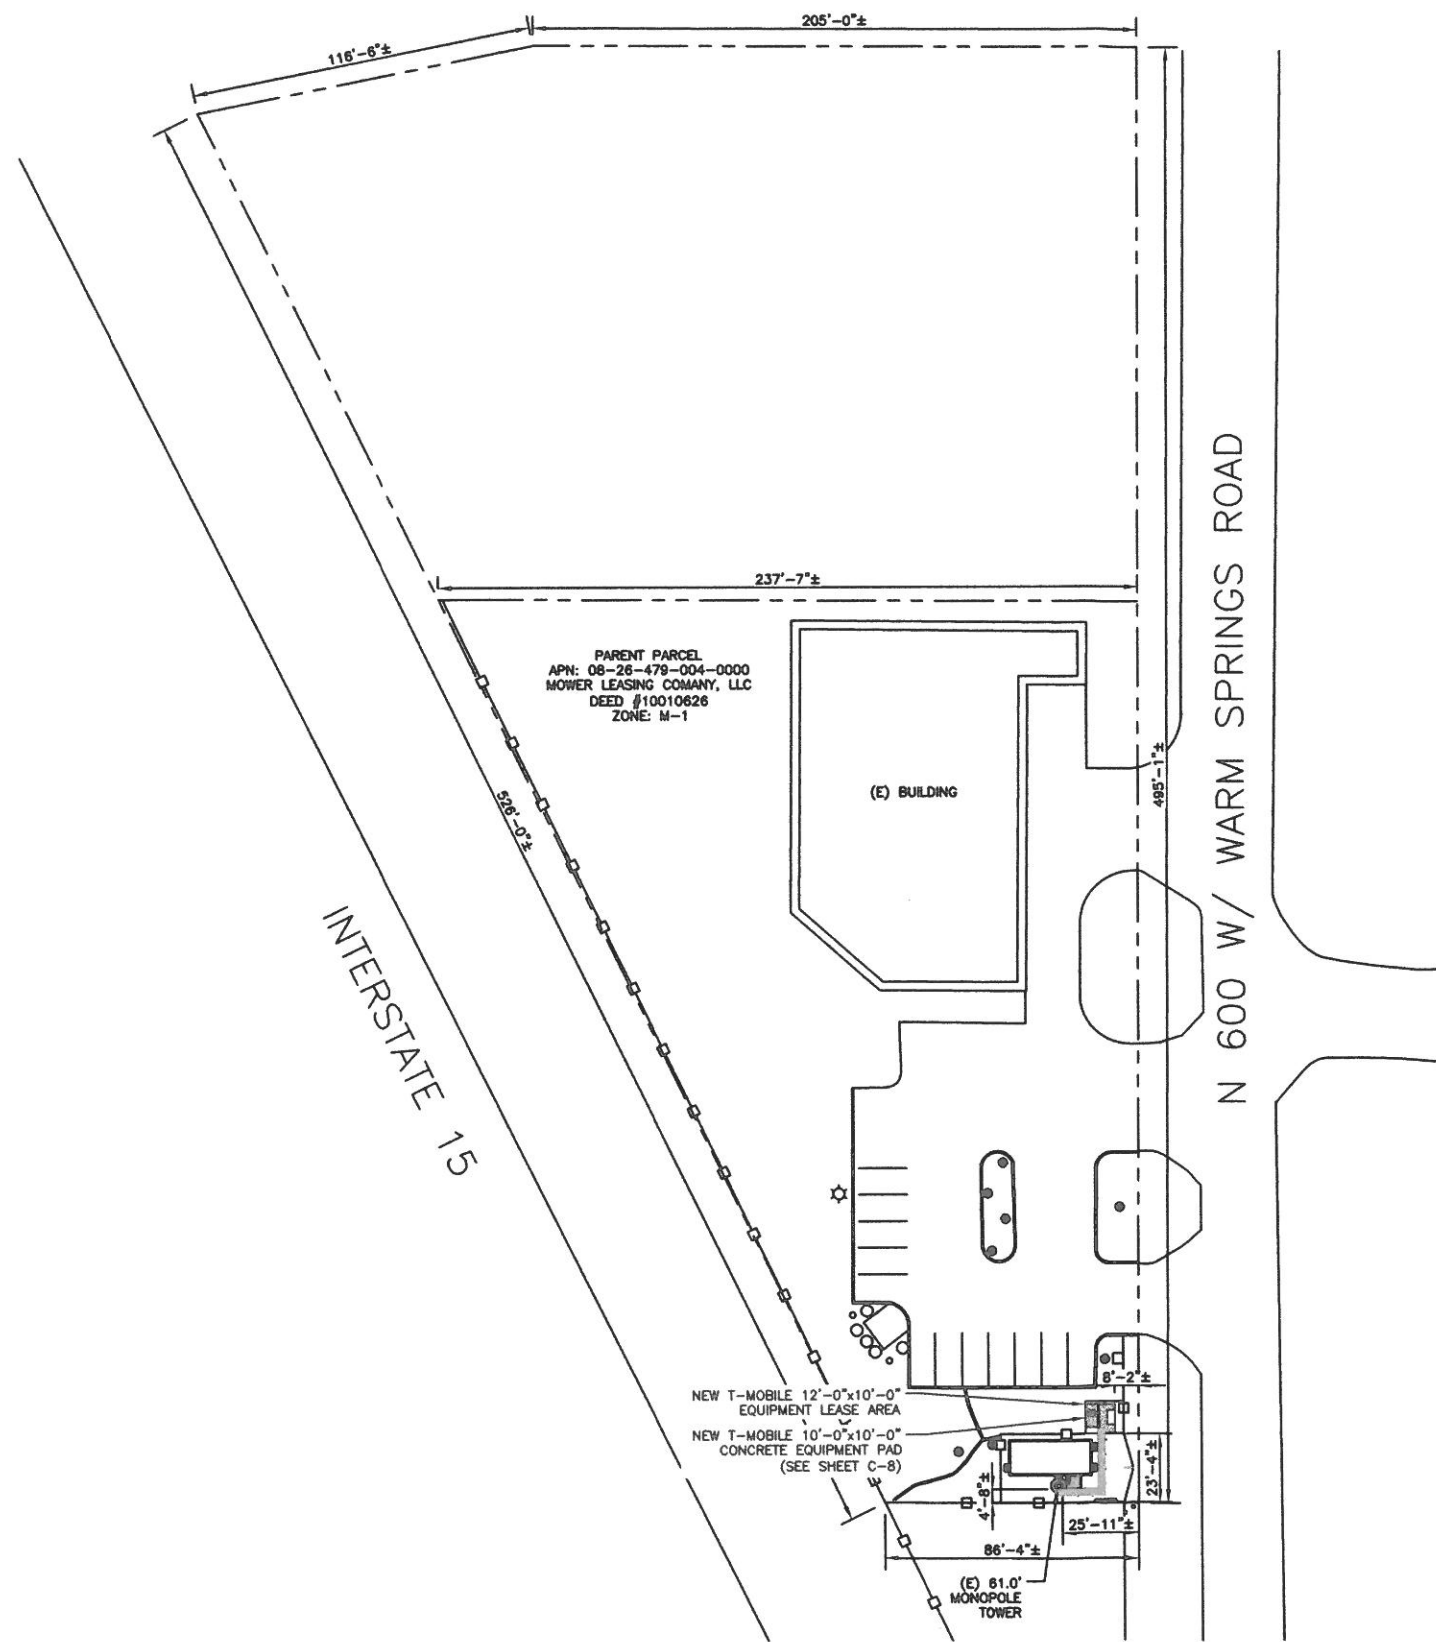 205'-0"±
116'-6"±
237'-7"±
PARENT PARCEL
APN: 08-26-479-004-0000
MOWER LEASING COMANY, LLC
DEED #10010626
ZONE: M-1
(E) BUILDING
495'-1"±
N 600 W/ WARM SPRINGS ROAD
526'-0"±
INTERSTATE 15
8'-2"±
NEW T-MOBILE 12'-0"x10'-0"
EQUIPMENT LEASE AREA
NEW T-MOBILE 10'-0"x10'-0"
CONCRETE EQUIPMENT PAD
(SEE SHEET C-8)
23'-4"±
4'-8"±
25'-11"±
86'-4"±
(E) 61.0'
MONOPOLE
TOWER